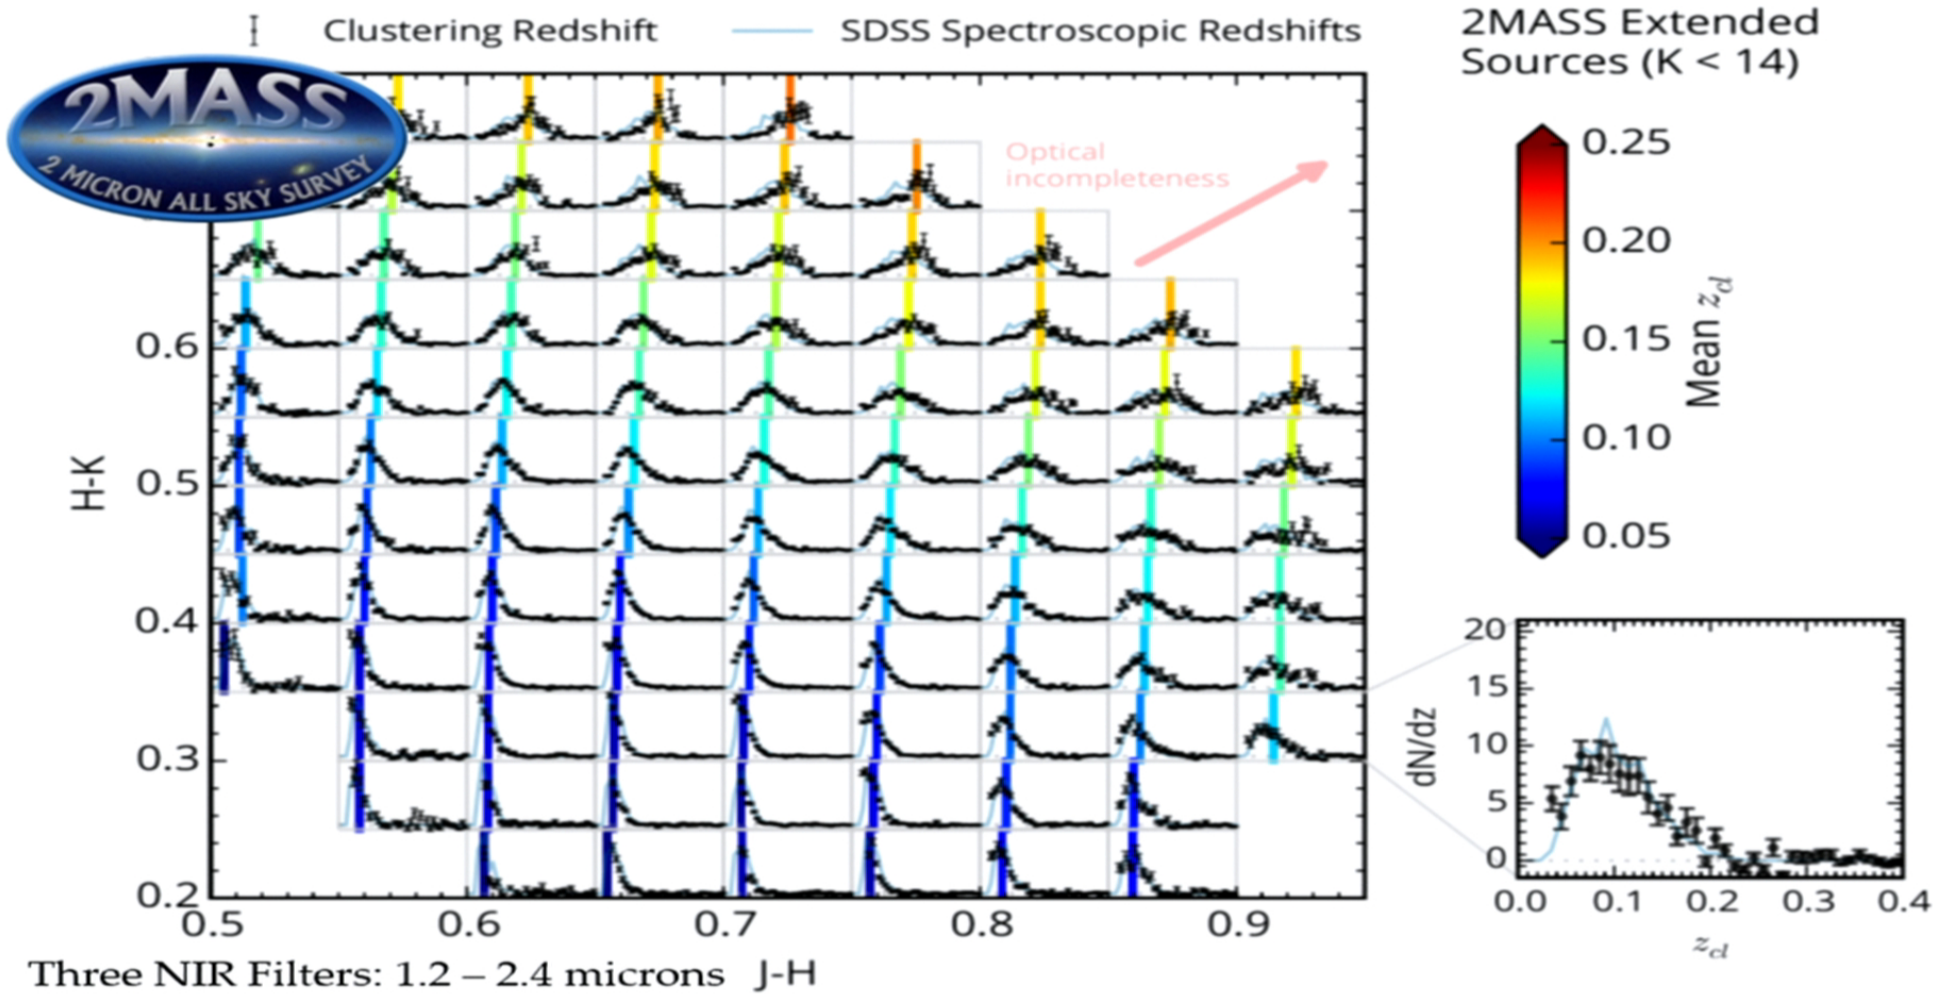 Clustering Redshift
SDSS Spectroscopic Redshifts
2MASS Extended
Sources (K < 14)
2MASS
2 MICRON ALL SKY SURVEY
Optical
incompleteness
0.25
0.20
0.15
0.10
0.05
Mean z_cl
H-K
0.6
0.5
0.4
0.3
0.2
0.5
0.6
0.7
0.8
0.9
J-H
Three NIR Filters: 1.2 – 2.4 microns
dN/dz
20
15
10
5
0
0.0
0.1
0.2
0.3
0.4
z_cl